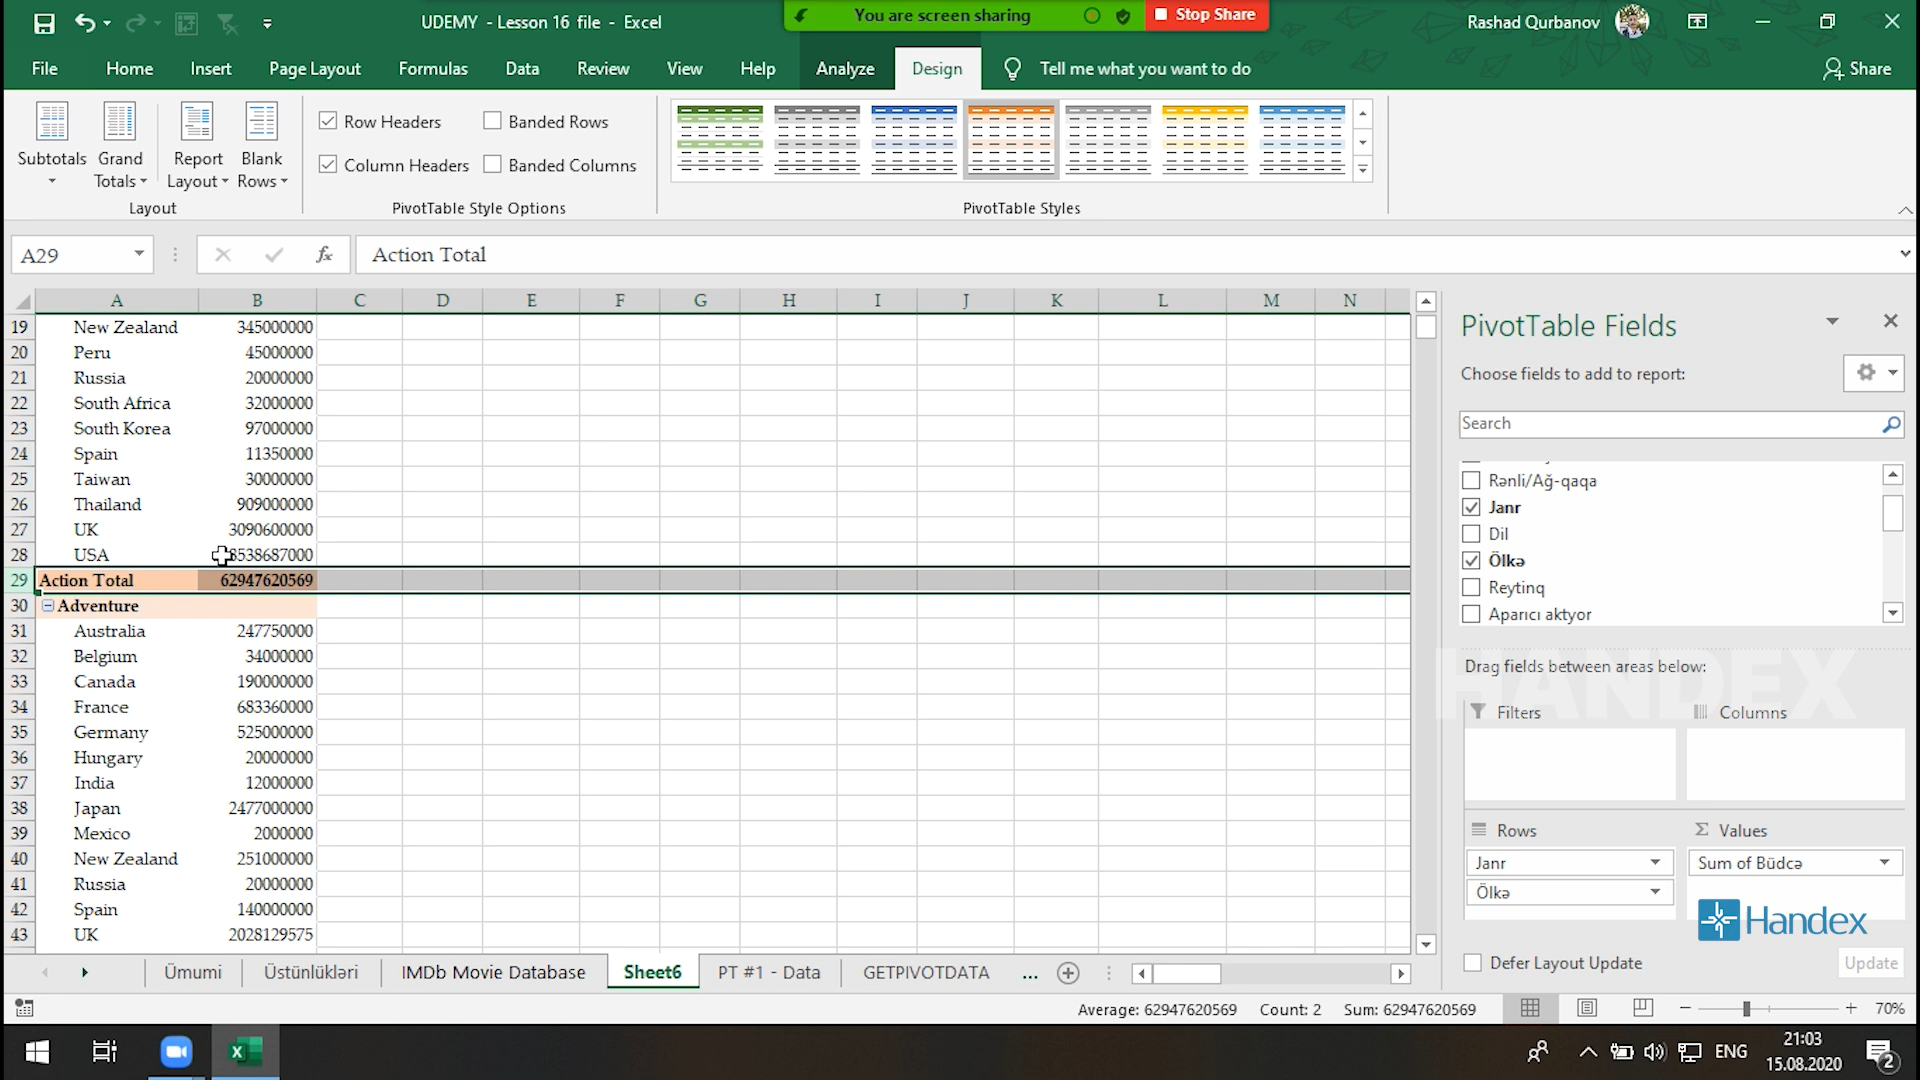 UDEMY - Lesson 16 file - Excel
You are screen sharing
Stop Share
Rashad Qurbanov
File Home Insert Page Layout Formulas Data Review View Help Analyze Design Tell me what you want to do Share
Subtotals
Grand Totals
Report Layout
Blank Rows
Layout
Row Headers
Banded Rows
Column Headers
Banded Columns
PivotTable Style Options
PivotTable Styles
A29
fx
Action Total
A B C D E F G H I J K L M N
19 New Zealand 345000000
20 Peru 45000000
21 Russia 20000000
22 South Africa 32000000
23 South Korea 97000000
24 Spain 11350000
25 Taiwan 30000000
26 Thailand 909000000
27 UK 3090600000
28 USA 8538687000
29 Action Total 62947620569
30 Adventure
31 Australia 247750000
32 Belgium 34000000
33 Canada 190000000
34 France 683360000
35 Germany 525000000
36 Hungary 20000000
37 India 12000000
38 Japan 2477000000
39 Mexico 2000000
40 New Zealand 251000000
41 Russia 20000000
42 Spain 140000000
43 UK 2028129575
PivotTable Fields
Choose fields to add to report:
Search
Rənli/Ağ-qaqa
Janr
Dil
Ölkə
Reytinq
Aparıcı aktyor
HANDEX
Drag fields between areas below:
Filters
Columns
Rows
Values
Janr
Sum of Büdcə
Ölkə
Handex
Defer Layout Update
Update
Ümumi Üstünlükləri IMDb Movie Database Sheet6 PT #1 - Data GETPIVOTDATA ...
Average: 62947620569 Count: 2 Sum: 62947620569
70%
ENG
21:03
15.08.2020
2